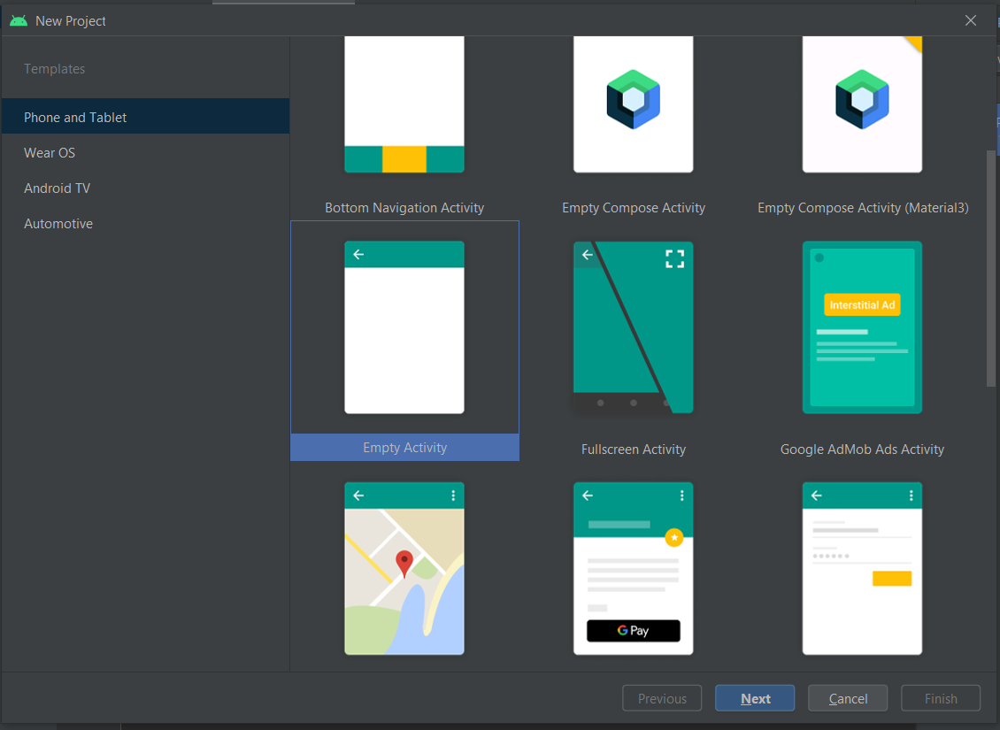 New Project
Templates
Phone and Tablet
Wear OS
Android TV
Automotive
Bottom Navigation Activity
Empty Compose Activity
Empty Compose Activity (Material3)
Interstitial Ad
Empty Activity
Fullscreen Activity
Google AdMob Ads Activity
G Pay
Previous
Next
Cancel
Finish